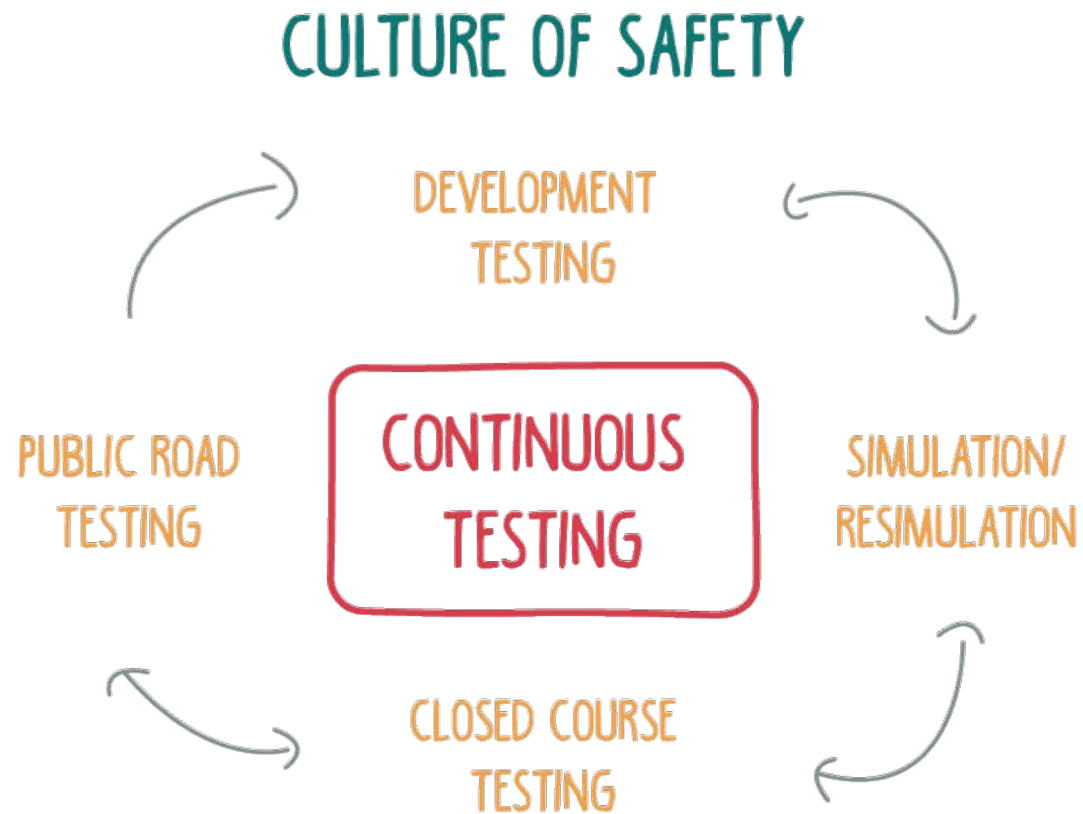 CULTURE OF SAFETY
DEVELOPMENT
TESTING
PUBLIC ROAD
TESTING
CONTINUOUS
TESTING
SIMULATION/
RESIMULATION
CLOSED COURSE
TESTING